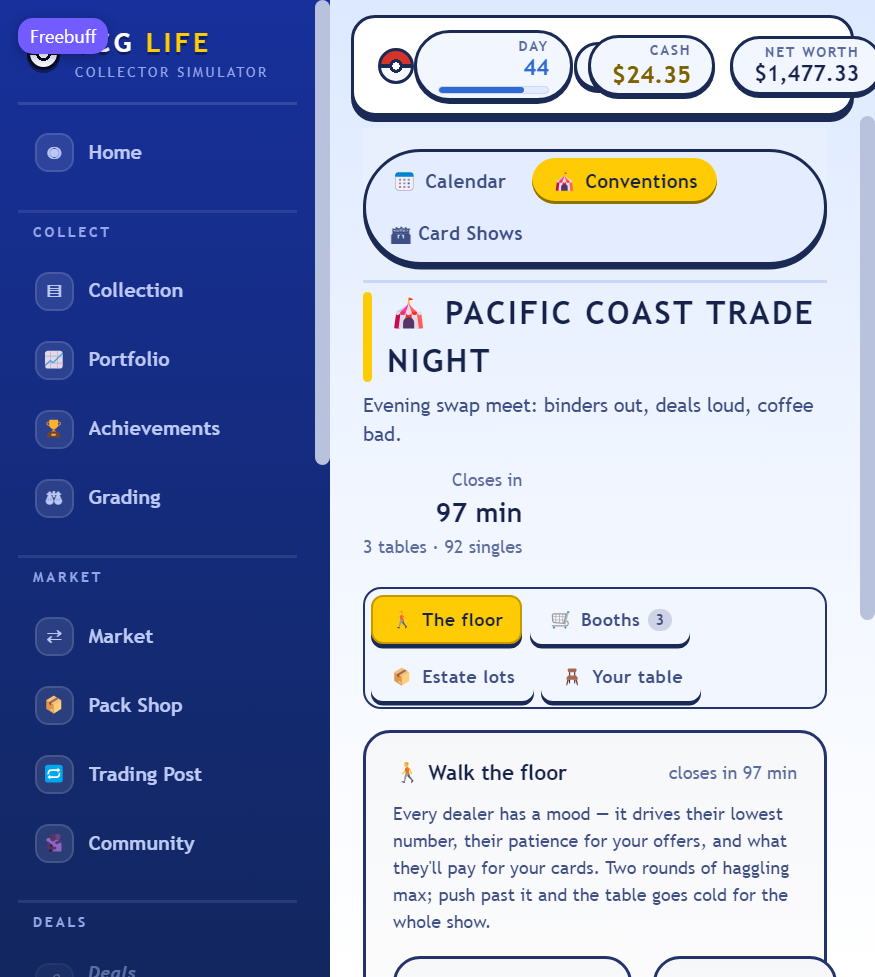 Freebuff
CG LIFE
COLLECTOR SIMULATOR
Home
COLLECT
Collection
Portfolio
Achievements
Grading
MARKET
Market
Pack Shop
Trading Post
Community
DEALS
Deals
DAY
44
CASH
$24.35
NET WORTH
$1,477.33
Calendar
Conventions
Card Shows
PACIFIC COAST TRADE
NIGHT
Evening swap meet: binders out, deals loud, coffee
bad.
Closes in
97 min
3 tables · 92 singles
The floor
Booths 3
Estate lots
Your table
Walk the floor
closes in 97 min
Every dealer has a mood — it drives their lowest
number, their patience for your offers, and what
they'll pay for your cards. Two rounds of haggling
max; push past it and the table goes cold for the
whole show.